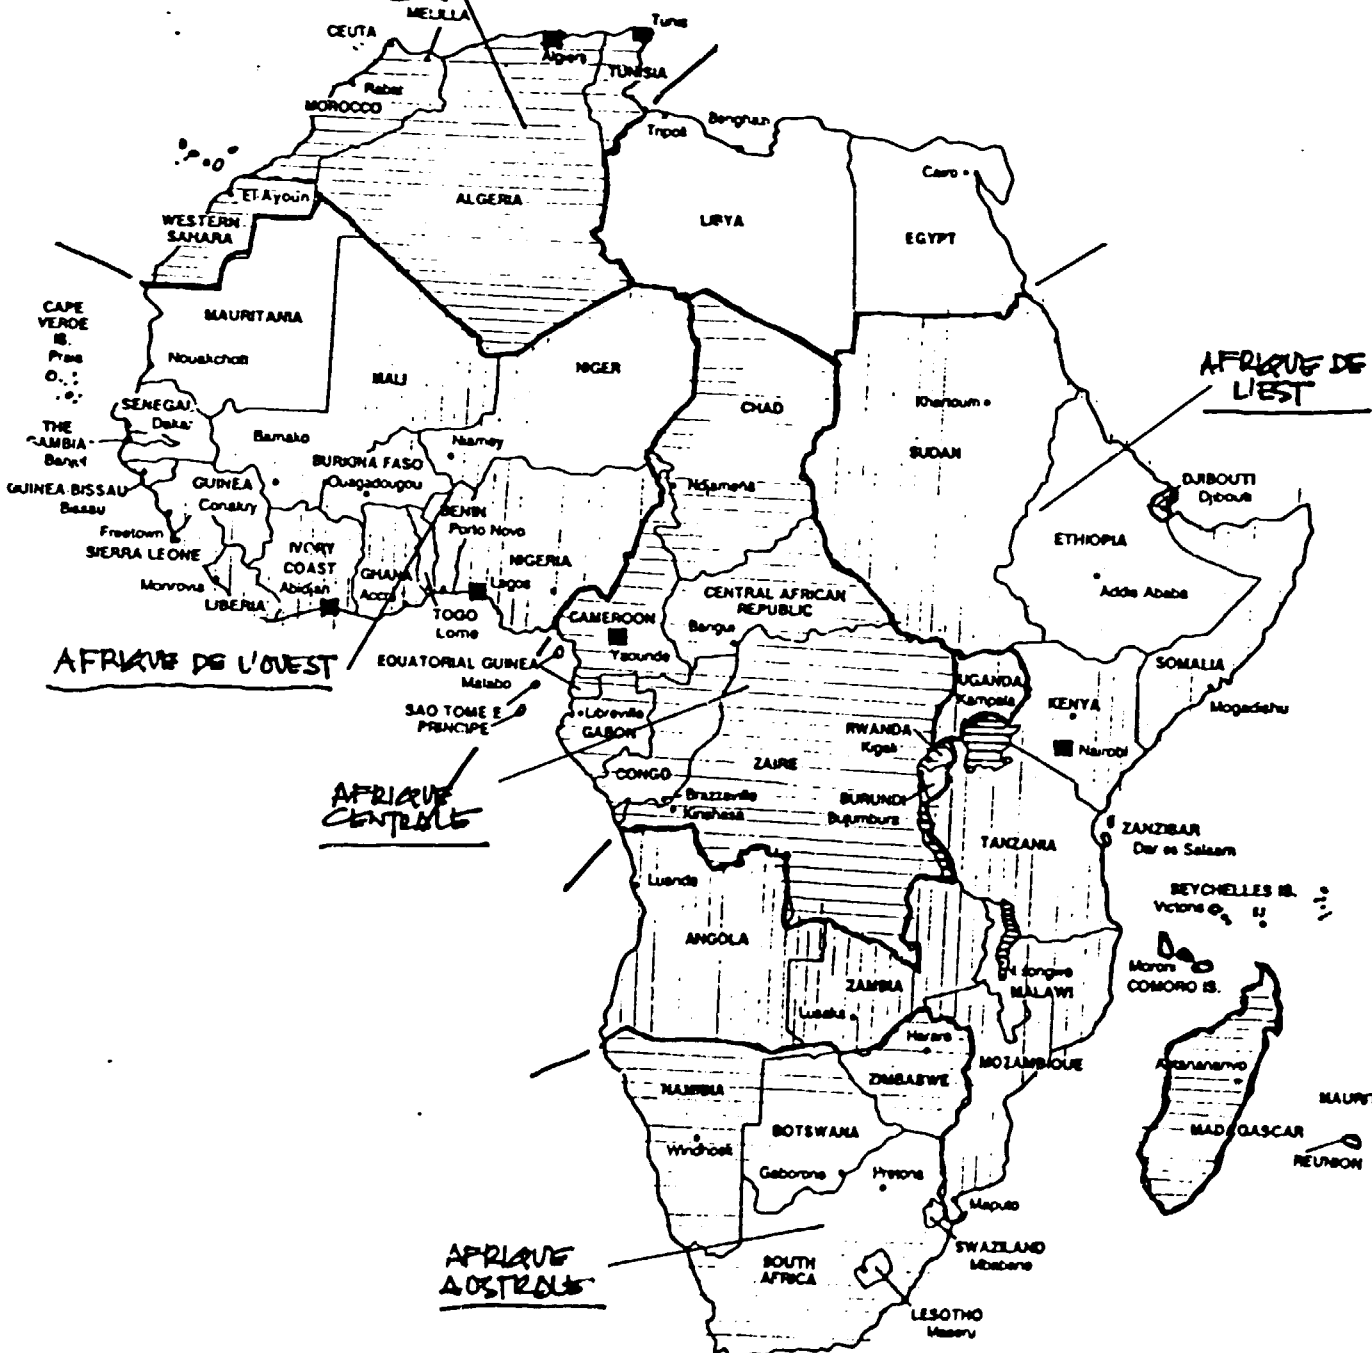 MELILLA
CEUTA
Tunis
Algiers
TUNISIA
Rabat
MOROCCO
Tripoli
Benghazi
Cairo
El-Ayoun
ALGERIA
WESTERN
SAHARA
LIBYA
EGYPT
CAPE
VERDE
IS.
Praia
MAURITANIA
Nouakchott
MALI
NIGER
CHAD
Khartoum
SUDAN
AFRIQUE DE
L'EST
SENEGAL
Dakar
THE
GAMBIA
Banjul
Bamako
Niamey
BURKINA FASO
Ouagadougou
Ndjamena
DJIBOUTI
Djibouti
GUINEA-BISSAU
Bissau
GUINEA
Conakry
BENIN
Porto Novo
NIGERIA
ETHIOPIA
Addis Ababa
Freetown
SIERRA LEONE
IVORY
COAST
Abidjan
GHANA
Accra
Lagos
Monrovia
LIBERIA
TOGO
Lome
CENTRAL AFRICAN
REPUBLIC
Bangui
CAMEROON
Yaounde
AFRIQUE DE L'OUEST
EQUATORIAL GUINEA
Malabo
SAO TOME E
PRINCIPE
Libreville
GABON
CONGO
ZAIRE
UGANDA
Kampala
KENYA
Nairobi
SOMALIA
Mogadishu
RWANDA
Kigali
BURUNDI
Bujumbura
AFRIQUE
CENTRALE
Brazzaville
Kinshasa
TANZANIA
ZANZIBAR
Dar es Salaam
SEYCHELLES IS.
Victoria
Luanda
ANGOLA
ZAMBIA
Lusaka
MALAWI
Moroni
COMORO IS.
Harare
ZIMBABWE
MOZAMBIQUE
NAMIBIA
Windhoek
BOTSWANA
Gaborone
Pretoria
MADAGASCAR
MAURIT
REUNION
Maputo
SWAZILAND
Mbabane
AFRIQUE
AUSTRALE
SOUTH
AFRICA
LESOTHO
Maseru